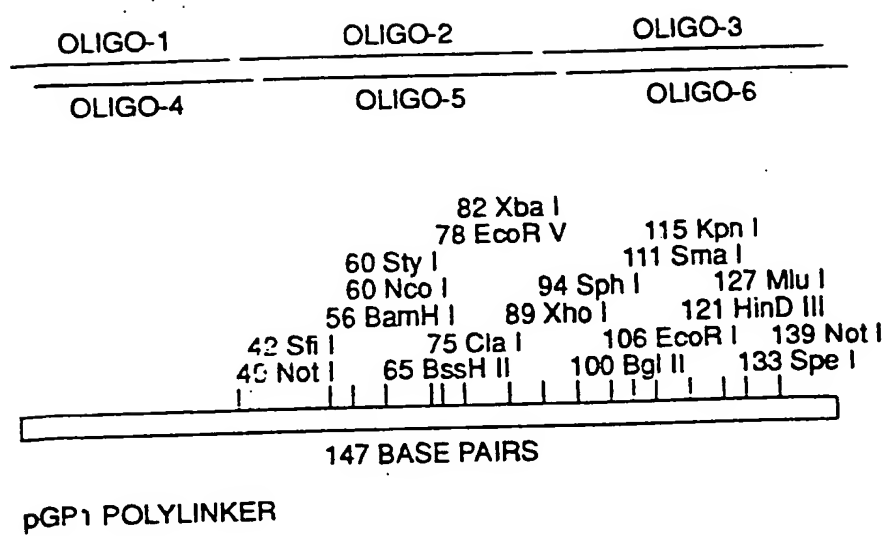 OLIGO-1 OLIGO-2 OLIGO-3
OLIGO-4 OLIGO-5 OLIGO-6
82 Xba I
78 EcoR V 115 Kpn I
60 Sty I 111 Sma I
60 Nco I 94 Sph I 127 Mlu I
56 BamH I 89 Xho I 121 HinD III
42 Sfi I 75 Cla I 106 EcoR I 139 Not I
Not I 65 BssH II 100 Bgl II 133 Spe I
147 BASE PAIRS
pGP1 POLYLINKER